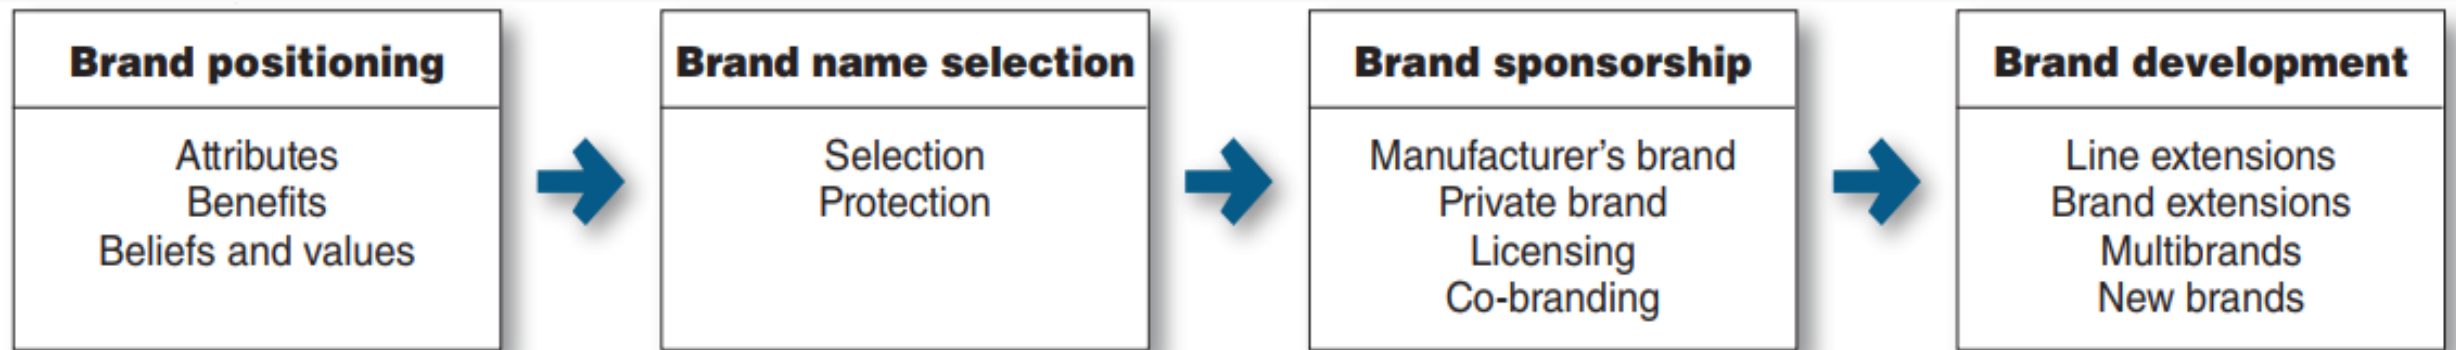 Brand positioning
Attributes
Benefits
Beliefs and values
Brand name selection
Selection
Protection
Brand sponsorship
Manufacturer’s brand
Private brand
Licensing
Co-branding
Brand development
Line extensions
Brand extensions
Multibrands
New brands